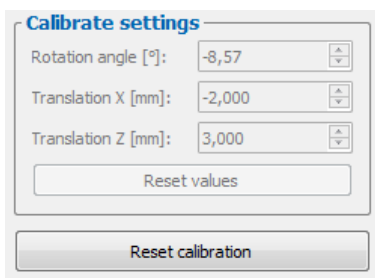 Calibrate settings
Rotation angle [°]: -8,57
Translation X [mm]: -2,000
Translation Z [mm]: 3,000
Reset values
Reset calibration